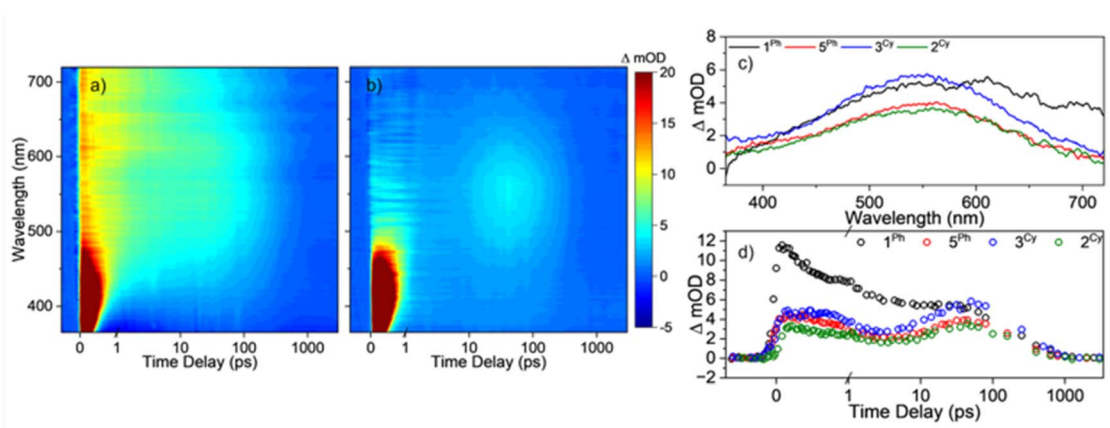 a)
700
600
500
400
Wavelength (nm)
0 1 10 100 1000
Time Delay (ps)
b)
0 1 10 100 1000
Time Delay (ps)
Δ mOD
20
15
10
5
0
-5
c)
1Ph 5Ph 3Cy 2Cy
8
6
4
2
0
Δ mOD
400 500 600 700
Wavelength (nm)
d)
1Ph 5Ph 3Cy 2Cy
12
10
8
6
4
2
0
−2
Δ mOD
0 1 10 100 1000
Time Delay (ps)